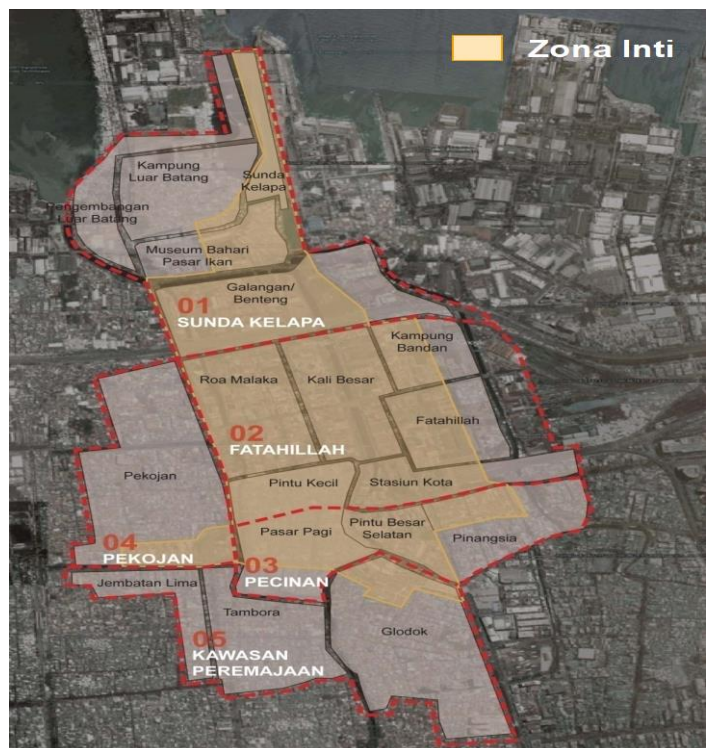 Zona Inti
Kampung
Luar Batang
Sunda
Kelapa
Pengembangan
Luar Batang
Museum Bahari
Pasar Ikan
Galangan/
Benteng
01
SUNDA KELAPA
Kampung
Bandan
Roa Malaka
Kali Besar
Fatahillah
02
FATAHILLAH
Pekojan
Pintu Kecil
Stasiun Kota
Pasar Pagi
Pintu Besar
Selatan
Pinangsia
04
PEKOJAN
03
PECINAN
Jembatan Lima
Tambora
Glodok
05
KAWASAN
PEREMAJAAN